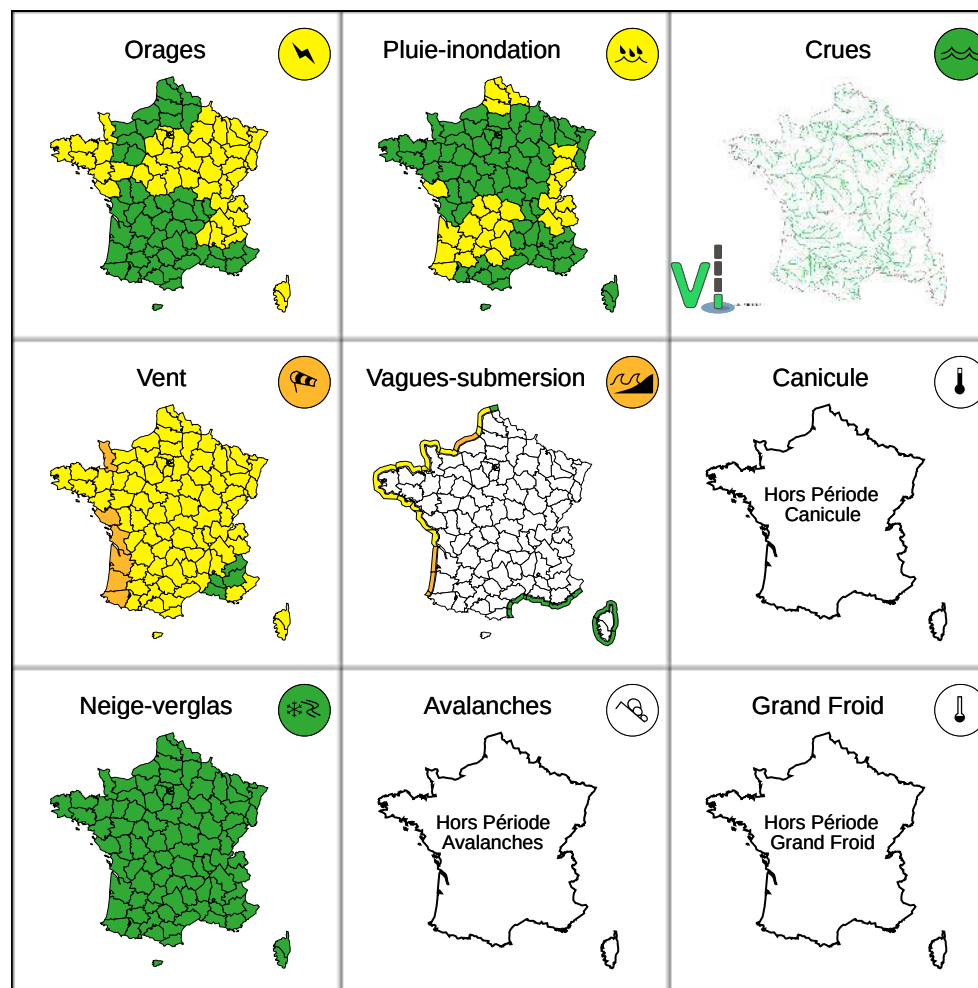 Orages
Pluie-inondation
Crues
Vi
Vent
Vagues-submersion
Canicule
Hors Période
Canicule
Neige-verglas
Avalanches
Grand Froid
Hors Période
Avalanches
Hors Période
Grand Froid